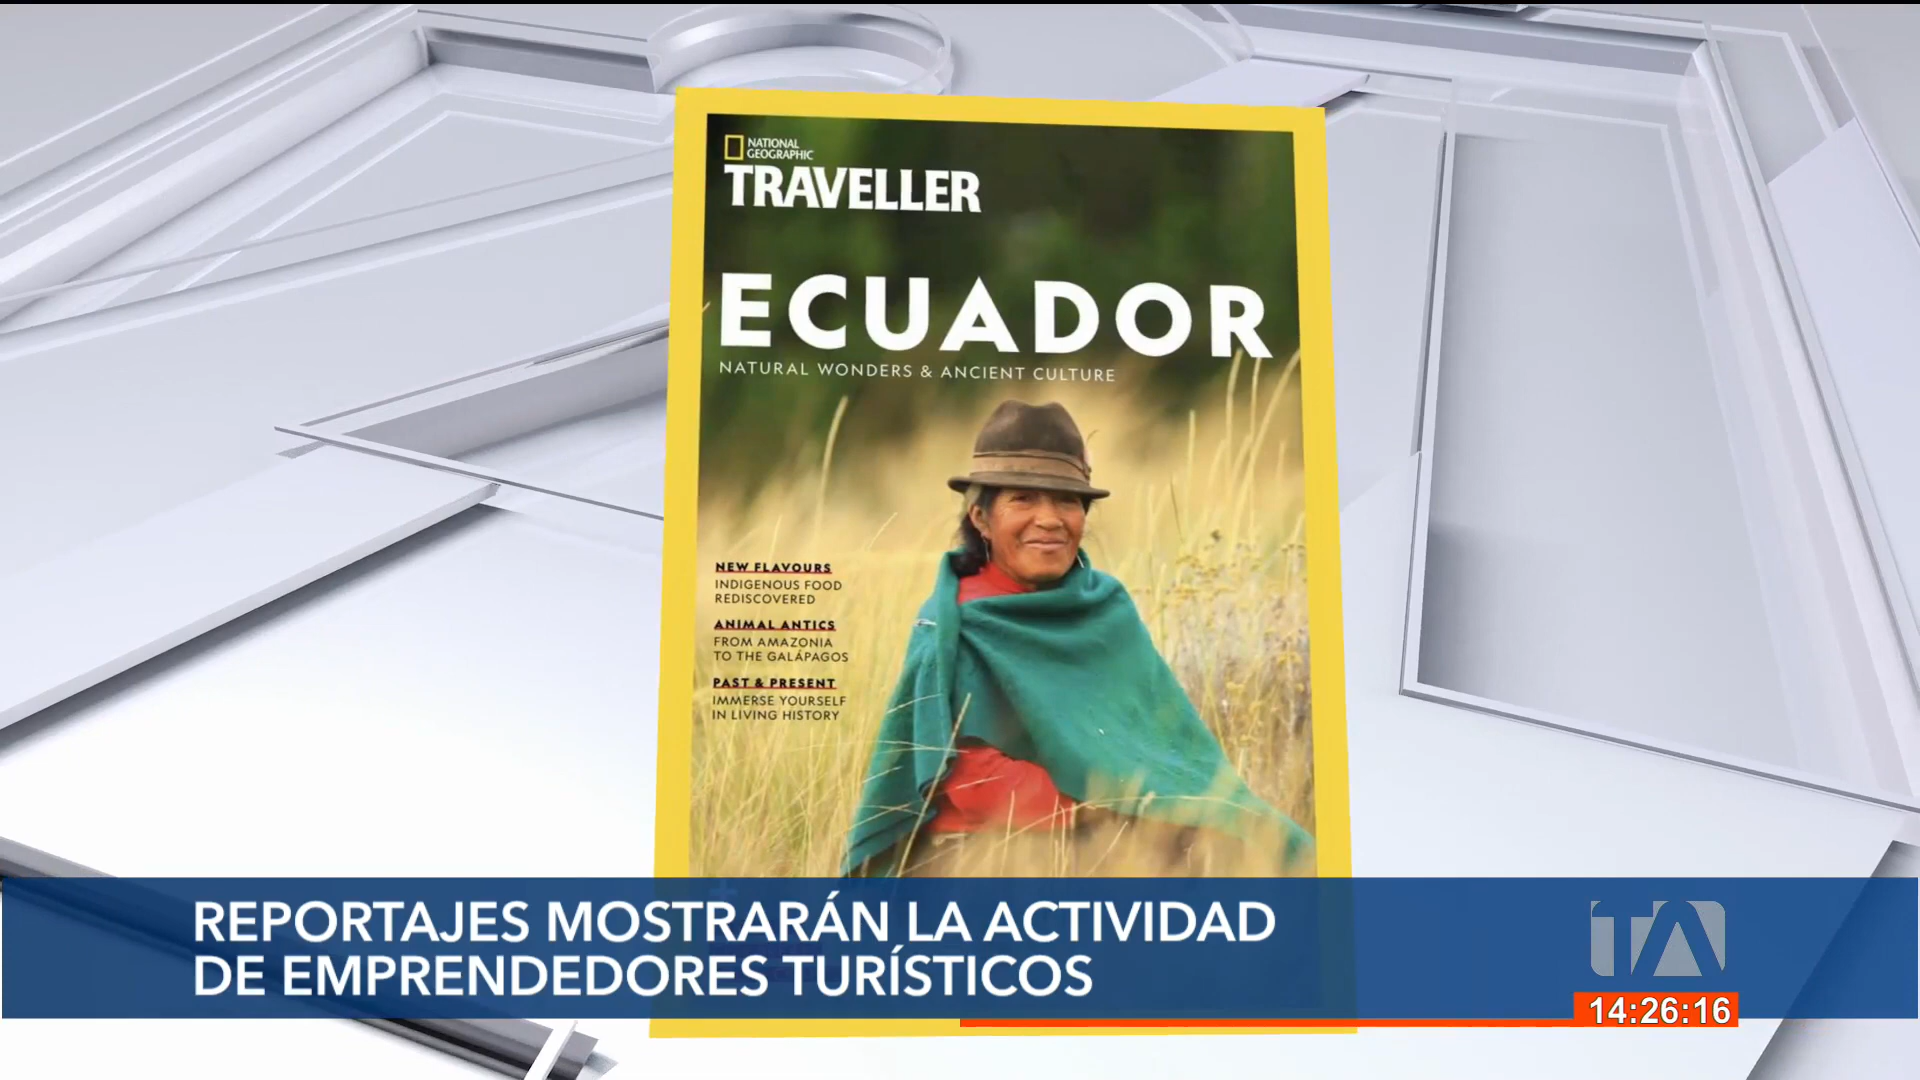 NATIONAL
GEOGRAPHIC
TRAVELLER
ECUADOR
NATURAL WONDERS & ANCIENT CULTURE
NEW FLAVOURS
INDIGENOUS FOOD
REDISCOVERED
ANIMAL ANTICS
FROM AMAZONIA
TO THE GALÁPAGOS
PAST & PRESENT
IMMERSE YOURSELF
IN LIVING HISTORY
REPORTAJES MOSTRARÁN LA ACTIVIDAD
DE EMPRENDEDORES TURÍSTICOS
TA
14:26:16